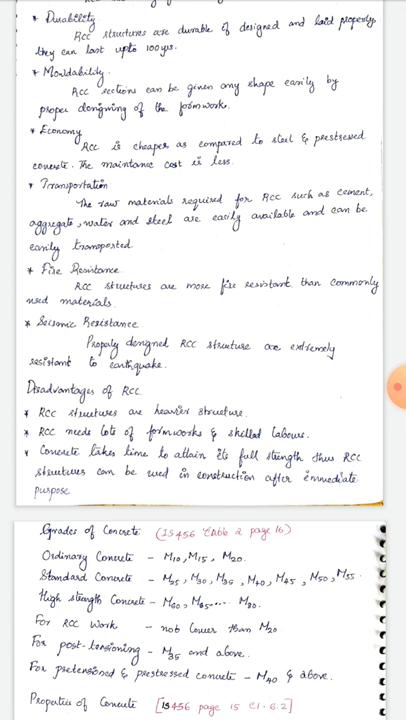 * Durability
RCC structures are durable if designed and laid properly,
they can last upto 100 yrs.
* Mouldability.
RCC sections can be given any shape easily by
proper designing of the formwork.
* Economy
RCC is cheaper as compared to steel & prestressed
concrete. The maintance cost is less.
* Transportation
The raw materials required for RCC such as cement,
aggregate, water and steel are easily available and can be
easily transported.
* Fire Resistance
RCC structures are more fire resistant than commonly
used materials.
* Seismic Resistance
Properly designed RCC structure are extremely
resistant to earthquake.
Disadvantages of RCC
* RCC structures are heavier structure.
* RCC needs lots of formworks & skilled labours.
* Concrete takes time to attain its full strength thus RCC
structures can be used in construction after immediate
purpose
Grades of Concrete (IS456 table 2 page 16)
Ordinary Concrete - M10, M15, M20.
Standard Concrete - M25, M30, M35, M40, M45, M50, M55.
High strength Concrete - M60, M65.... M80.
For RCC work - not lower than M20
For post-tensioning - M35 and above.
For pretensioned & prestressed concrete - M40 & above.
Properties of Concrete [IS456 page 15 cl. 6.2]